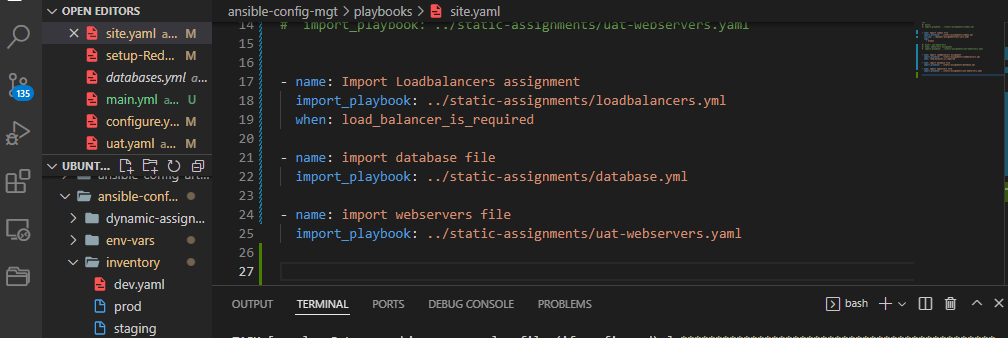 OPEN EDITORS
site.yaml a... M
setup-Red... M
databases.yml
main.yml a... U
configure.y... M
uat.yaml a... M
135
UBUNT...
ansible-conf...
dynamic-assign...
env-vars
inventory
dev.yaml
prod
staging
ansible-config-mgt > playbooks > site.yaml
14 # import_playbook: ../static-assignments/uat-webservers.yaml
15
16
17 - name: Import Loadbalancers assignment
18 import_playbook: ../static-assignments/loadbalancers.yml
19 when: load_balancer_is_required
20
21 - name: import database file
22 import_playbook: ../static-assignments/database.yml
23
24 - name: import webservers file
25 import_playbook: ../static-assignments/uat-webservers.yaml
26
27
OUTPUT TERMINAL PORTS DEBUG CONSOLE PROBLEMS
bash